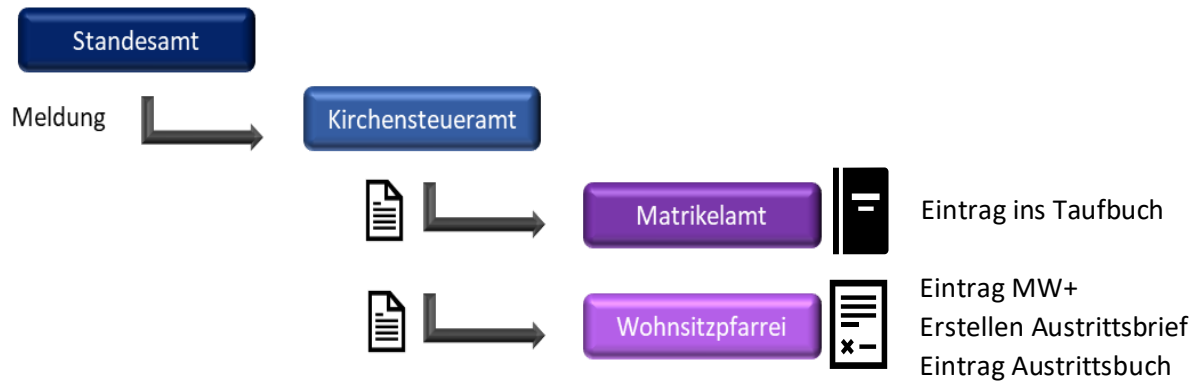 Standesamt
Meldung
Kirchensteueramt
Matrikelamt
Eintrag ins Taufbuch
Wohnsitzpfarrei
Eintrag MW+
Erstellen Austrittsbrief
Eintrag Austrittsbuch